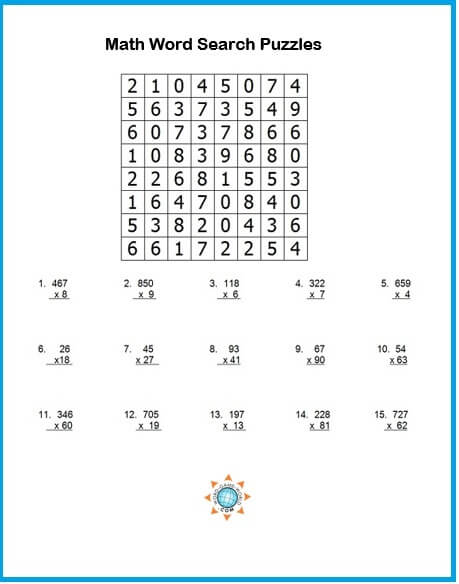 Math Word Search Puzzles
2 1 0 4 5 0 7 4
5 6 3 7 3 5 4 9
6 0 7 3 7 8 6 6
1 0 8 3 9 6 8 0
2 2 6 8 1 5 5 3
1 6 4 7 0 8 4 0
5 3 8 2 0 4 3 6
6 6 1 7 2 2 5 4
1. 467 2. 850 3. 118 4. 322 5. 659
x 8 x 9 x 6 x 7 x 4
6. 26 7. 45 8. 93 9. 67 10. 54
x18 x 27 x 41 x 90 x 63
11. 346 12. 705 13. 197 14. 228 15. 727
x 60 x 19 x 13 x 81 x 62
WORD-GAME-WORLD
.COM